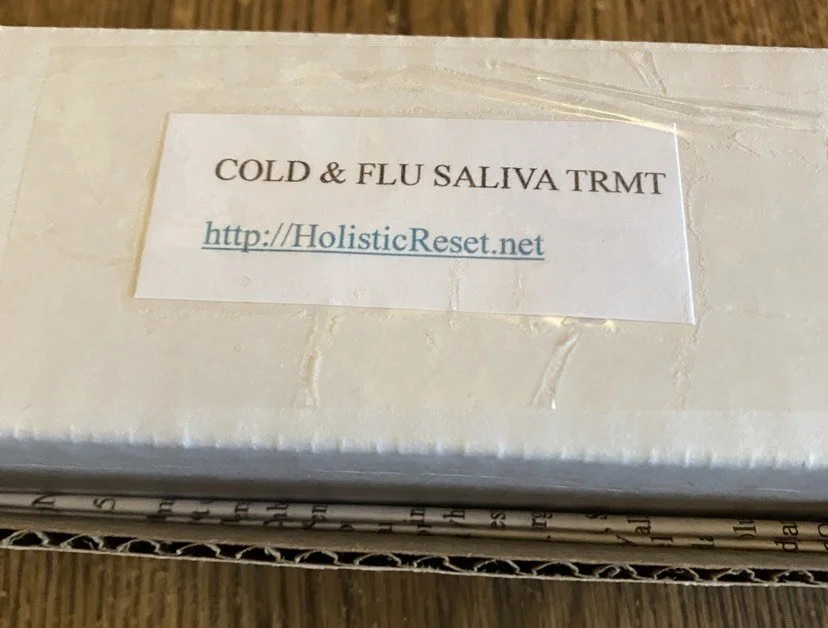 COLD & FLU SALIVA TRMT
http://HolisticReset.net